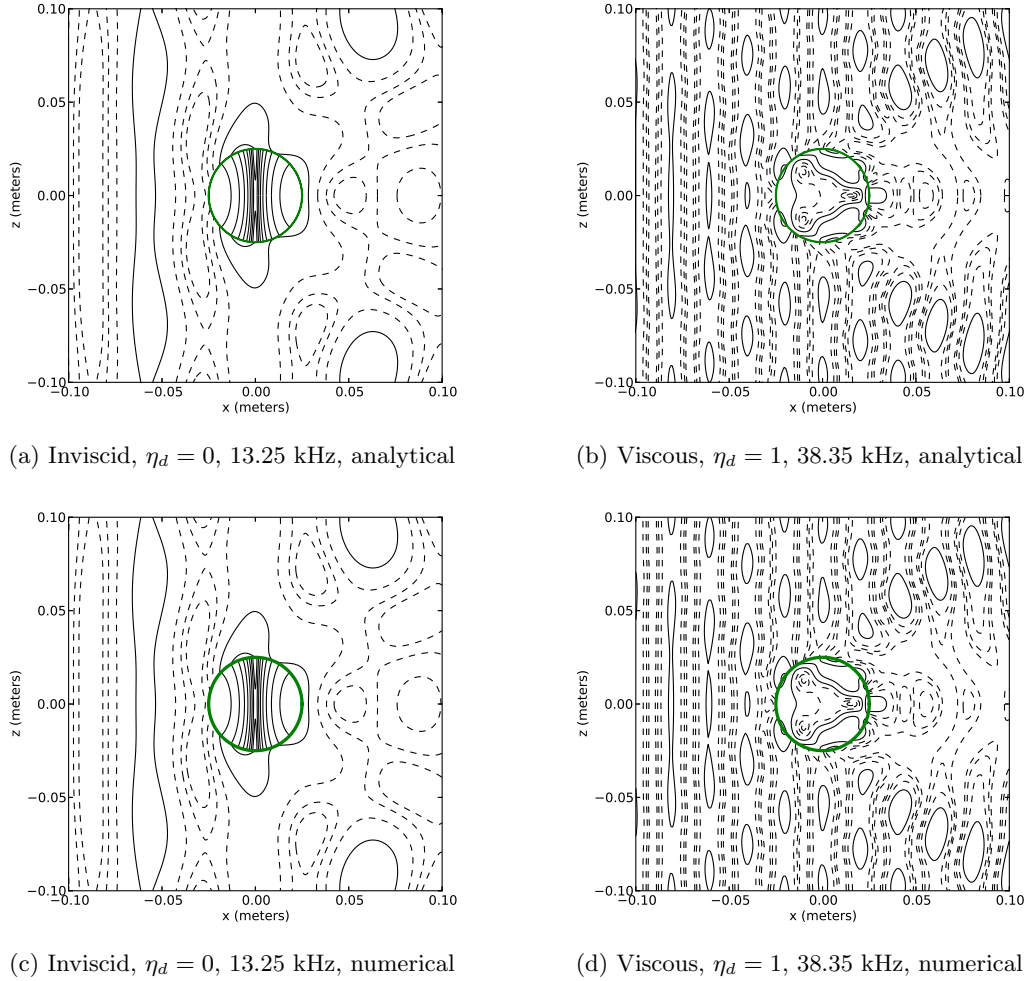 0.10
0.05
0.00
−0.05
−0.10
z (meters)
−0.10 −0.05 0.00 0.05 0.10
x (meters)
(a) Inviscid, η_d = 0, 13.25 kHz, analytical
0.10
0.05
0.00
−0.05
−0.10
z (meters)
−0.10 −0.05 0.00 0.05 0.10
x (meters)
(b) Viscous, η_d = 1, 38.35 kHz, analytical
0.10
0.05
0.00
−0.05
−0.10
z (meters)
−0.10 −0.05 0.00 0.05 0.10
x (meters)
(c) Inviscid, η_d = 0, 13.25 kHz, numerical
0.10
0.05
0.00
−0.05
−0.10
z (meters)
−0.10 −0.05 0.00 0.05 0.10
x (meters)
(d) Viscous, η_d = 1, 38.35 kHz, numerical